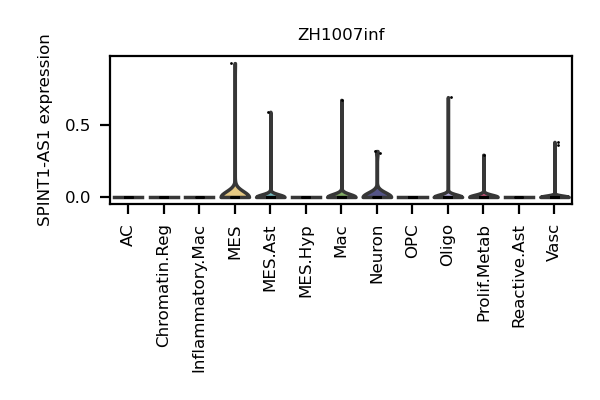 ZH1007inf
SPINT1-AS1 expression
0.5
0.0
AC
Chromatin.Reg
Inflammatory.Mac
MES
MES.Ast
MES.Hyp
Mac
Neuron
OPC
Oligo
Prolif.Metab
Reactive.Ast
Vasc